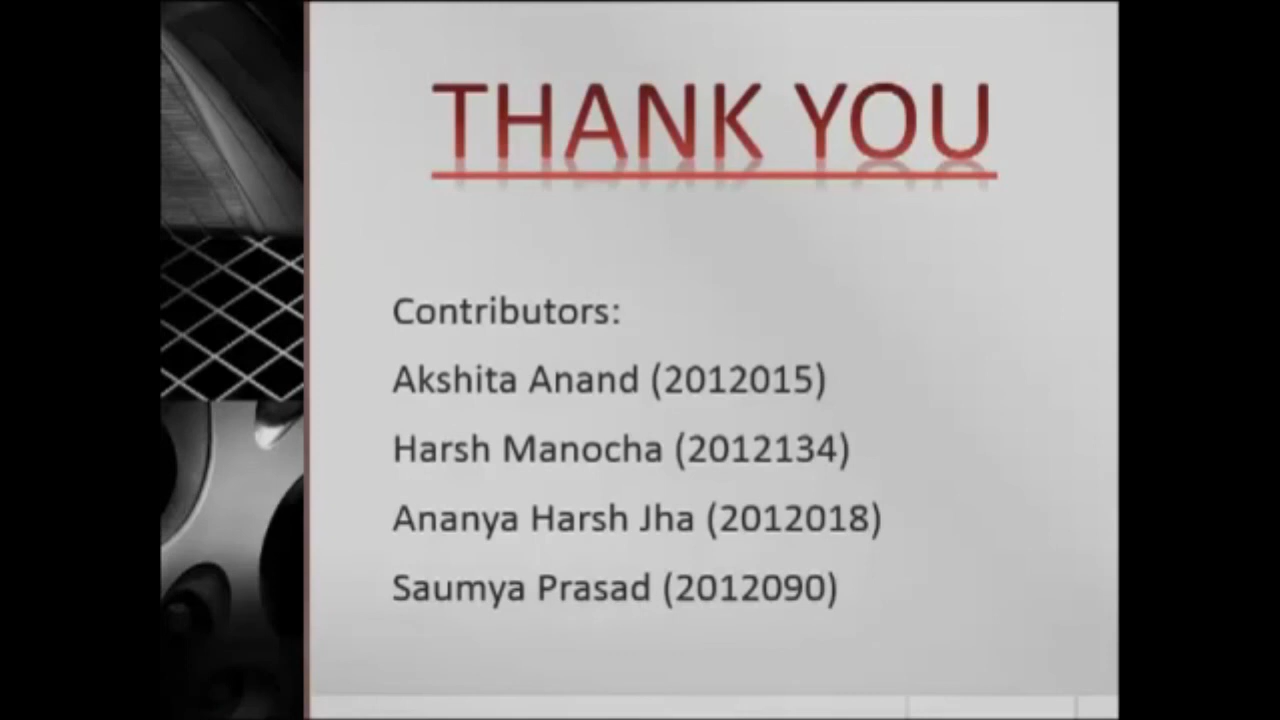 THANK YOU
Contributors:
Akshita Anand (2012015)
Harsh Manocha (2012134)
Ananya Harsh Jha (2012018)
Saumya Prasad (2012090)